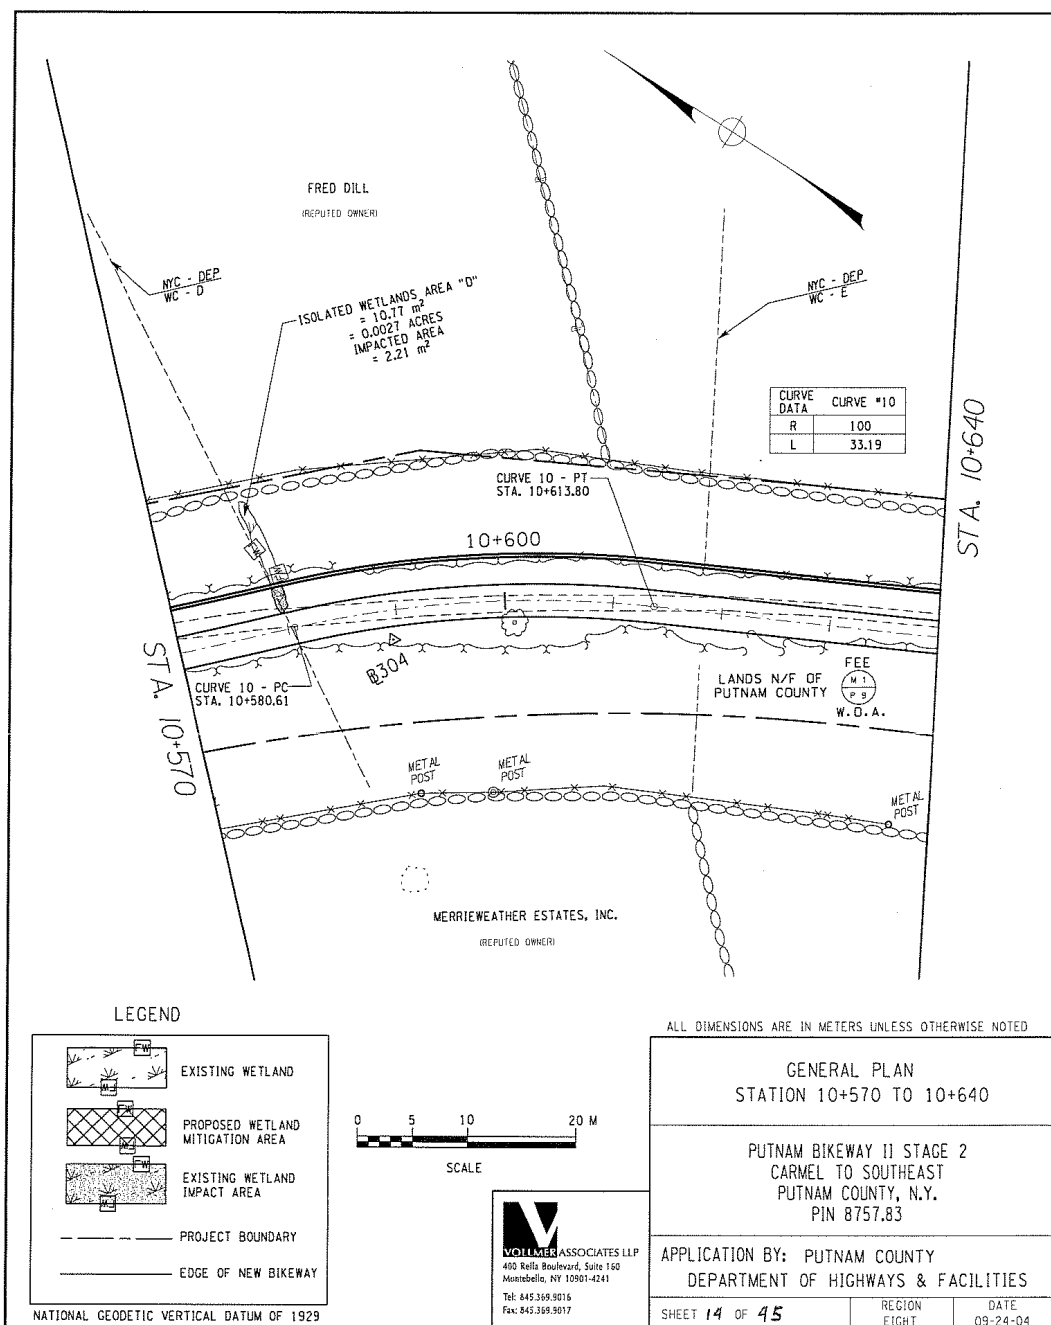 FRED DILL
(REPUTED OWNER)
NYC - DEP
WC - D
ISOLATED WETLANDS AREA "D"
= 10.77 m²
= 0.0027 ACRES
IMPACTED AREA
= 2.21 m²
NYC - DEP
WC - E
CURVE DATA CURVE #10
R 100
L 33.19
STA. 10+640
CURVE 10 - PT
STA. 10+613.80
10+600
STA. 10+570
CURVE 10 - PC
STA. 10+580.61
304
LANDS N/F OF
PUTNAM COUNTY
FEE
M 1
P 9
W.O.A.
METAL
POST
METAL
POST
METAL
POST
MERRIEWEATHER ESTATES, INC.
(REPUTED OWNER)
LEGEND
FW
FW
EXISTING WETLAND
FW
FW
PROPOSED WETLAND
MITIGATION AREA
FW
FW
EXISTING WETLAND
IMPACT AREA
PROJECT BOUNDARY
EDGE OF NEW BIKEWAY
NATIONAL GEODETIC VERTICAL DATUM OF 1929
0 5 10 20 M
SCALE
VOLLMER ASSOCIATES LLP
400 Rella Boulevard, Suite 160
Montebello, NY 10901-4241
Tel: 845.369.9016
Fax: 845.369.9017
ALL DIMENSIONS ARE IN METERS UNLESS OTHERWISE NOTED
GENERAL PLAN
STATION 10+570 TO 10+640
PUTNAM BIKEWAY II STAGE 2
CARMEL TO SOUTHEAST
PUTNAM COUNTY, N.Y.
PIN 8757.83
APPLICATION BY: PUTNAM COUNTY
DEPARTMENT OF HIGHWAYS & FACILITIES
SHEET 14 OF 45
REGION
EIGHT
DATE
09-24-04